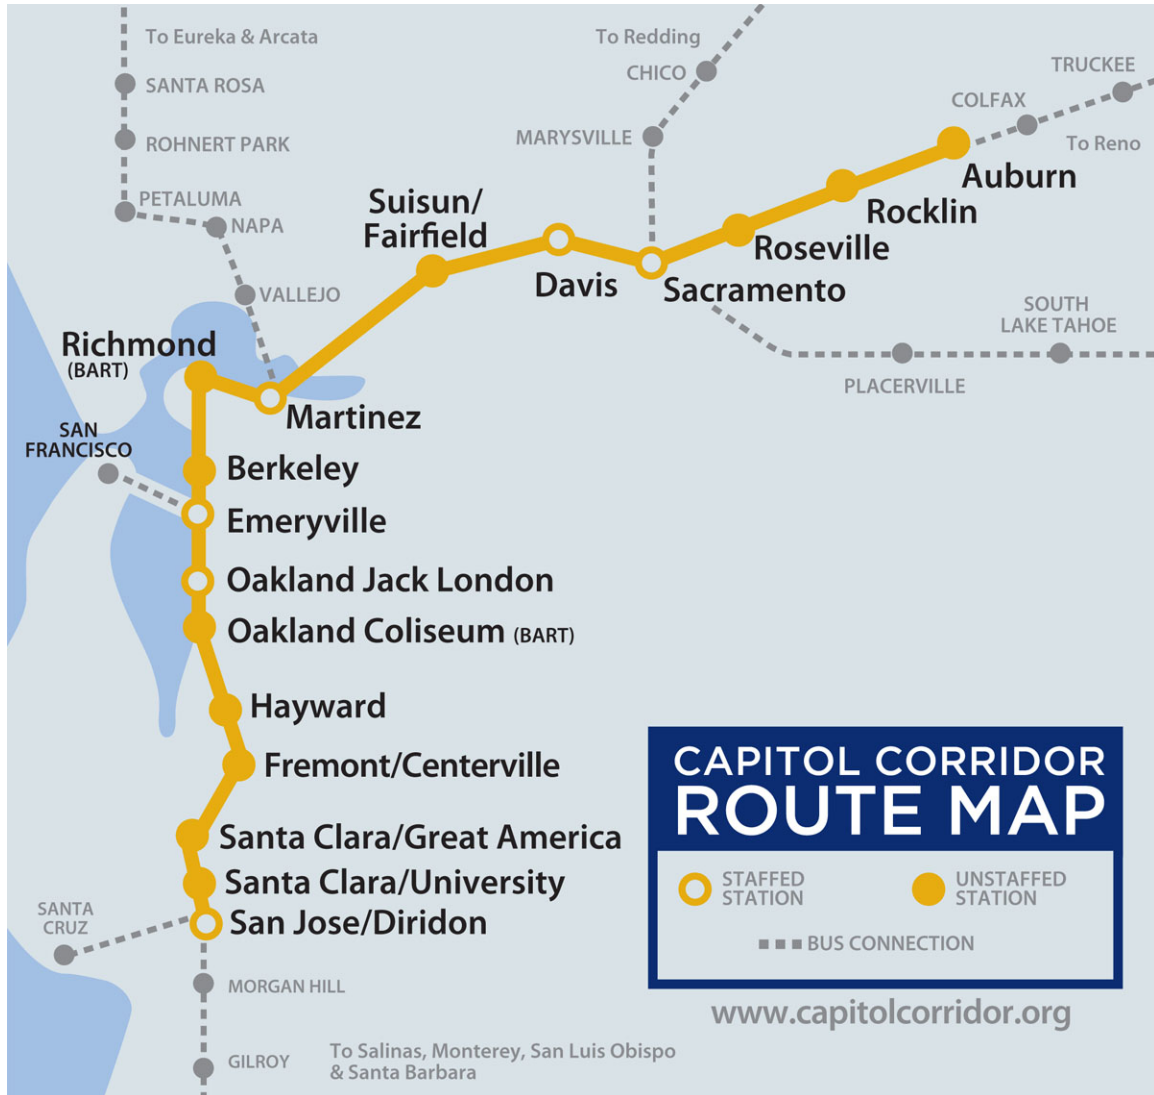 To Eureka & Arcata
SANTA ROSA
ROHNERT PARK
PETALUMA
NAPA
VALLEJO
To Redding
CHICO
MARYSVILLE
TRUCKEE
COLFAX
To Reno
Auburn
Rocklin
Roseville
Sacramento
Davis
Suisun/
Fairfield
SOUTH
LAKE TAHOE
PLACERVILLE
Richmond
(BART)
Martinez
SAN
FRANCISCO
Berkeley
Emeryville
Oakland Jack London
Oakland Coliseum (BART)
Hayward
Fremont/Centerville
Santa Clara/Great America
Santa Clara/University
San Jose/Diridon
SANTA
CRUZ
MORGAN HILL
GILROY
To Salinas, Monterey, San Luis Obispo
& Santa Barbara
CAPITOL CORRIDOR
ROUTE MAP
STAFFED
STATION
UNSTAFFED
STATION
BUS CONNECTION
www.capitolcorridor.org